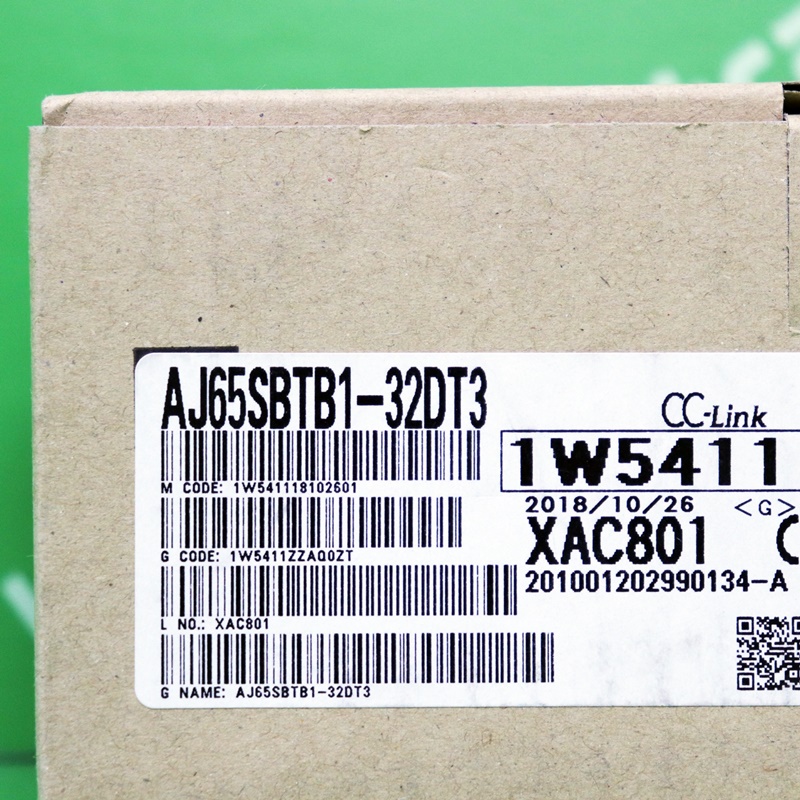 AJ65SBTB1-32DT3
CC-Link
M CODE: 1W541118102601
1W5411
2018/10/26 <G>
G CODE: 1W5411ZZAQ0ZT
XAC801
201001202990134-A
L NO.: XAC801
G NAME: AJ65SBTB1-32DT3